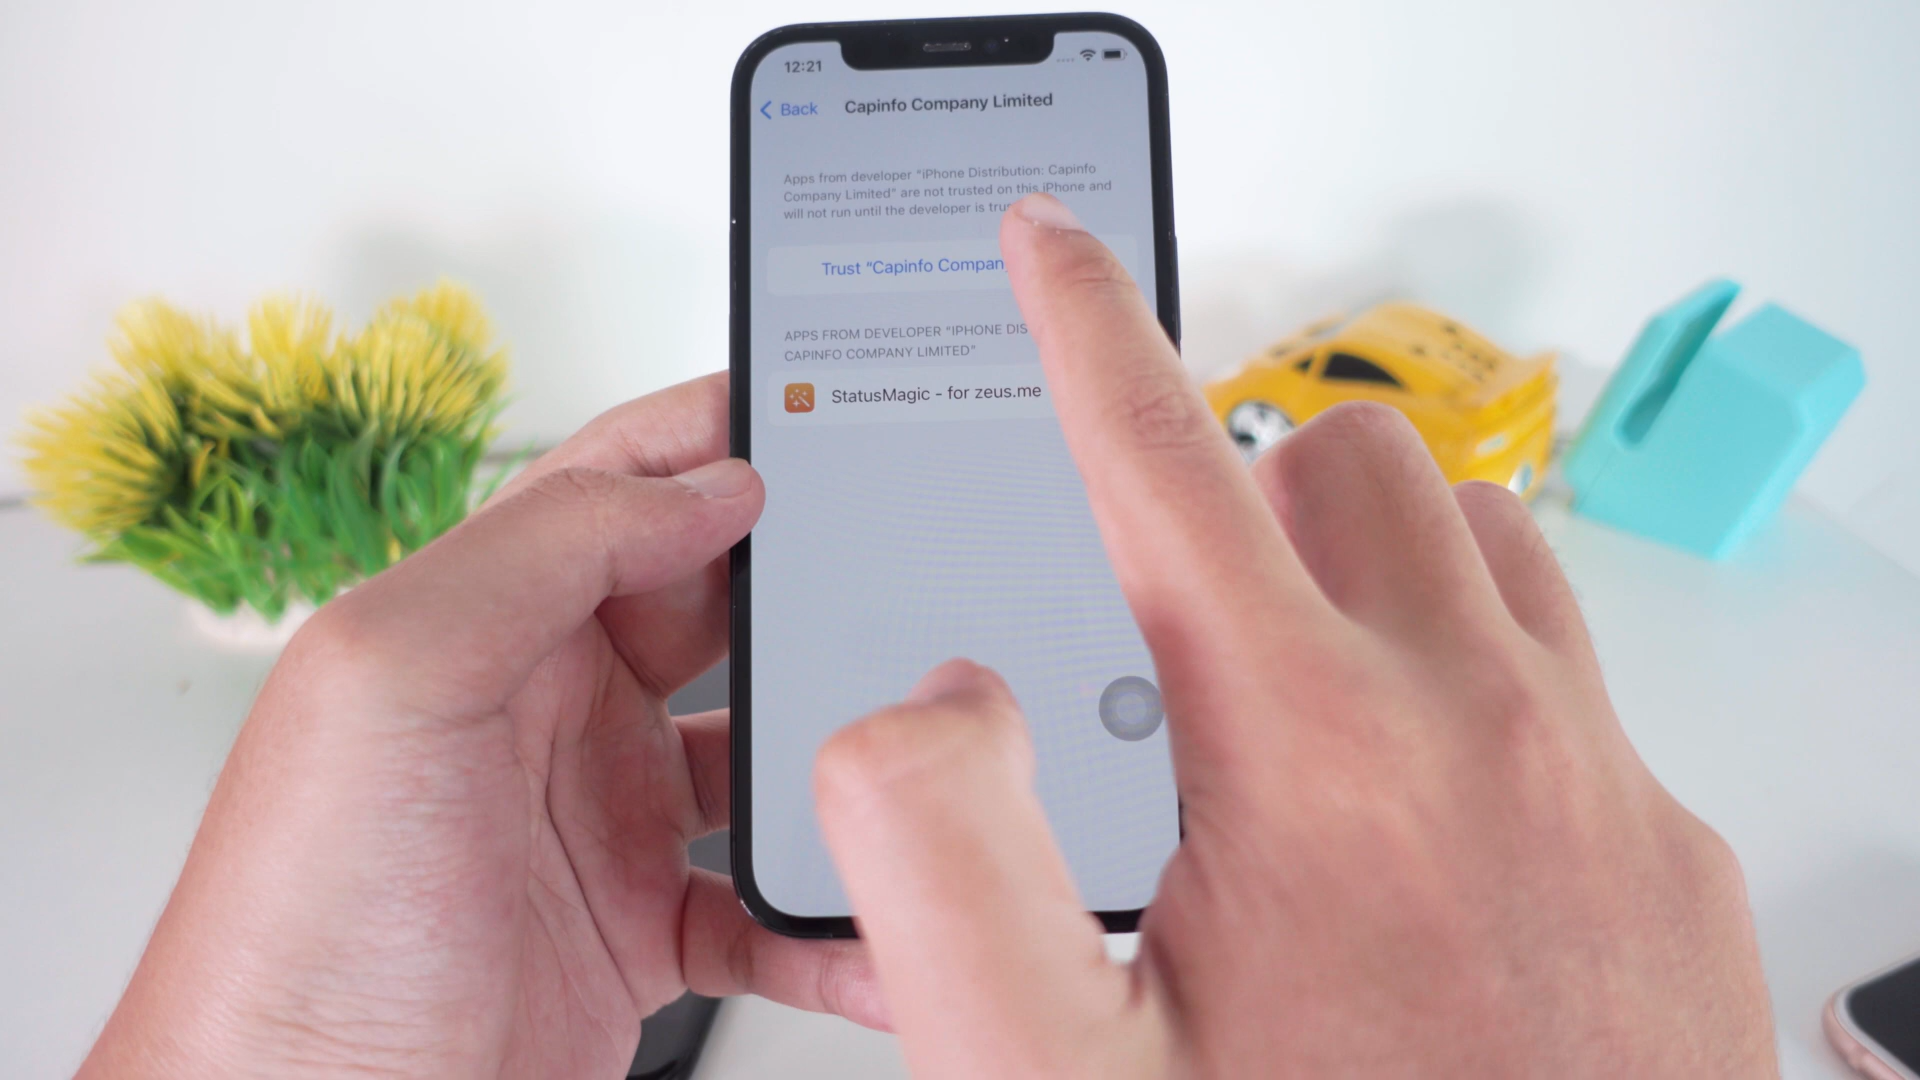 12:21
Back
Capinfo Company Limited
Apps from developer “iPhone Distribution: Capinfo
Company Limited” are not trusted on this iPhone and
will not run until the developer is
Trust “Capinfo
APPS FROM DEVELOPER “IPHONE
CAPINFO COMPANY LIMITED”
StatusMagic - for zeus.me